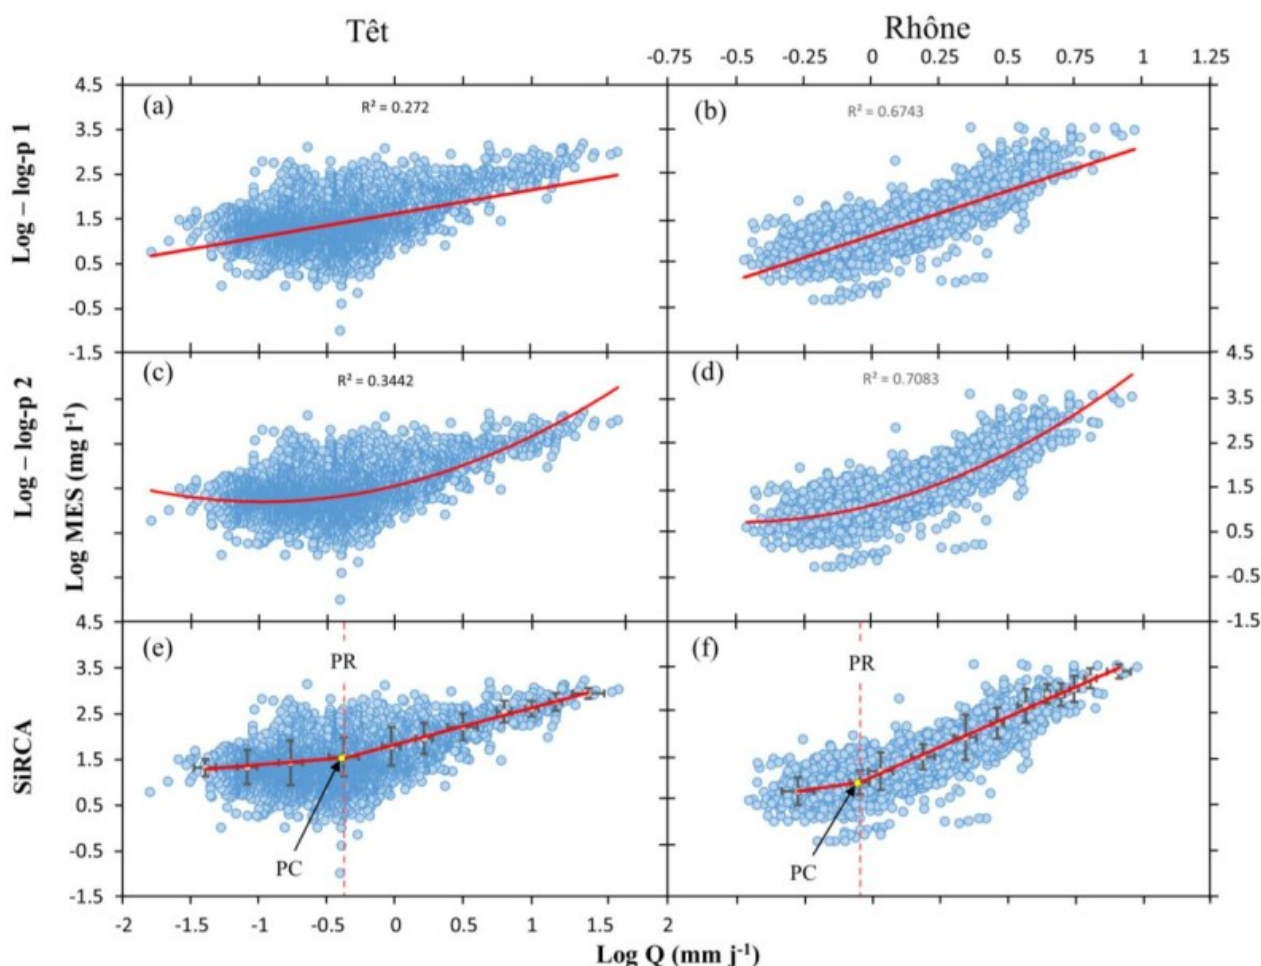 Têt
Rhône
-0.75 -0.5 -0.25 0 0.25 0.5 0.75 1 1.25
Log – log-p 1
4.5
3.5
2.5
1.5
0.5
-0.5
-1.5
(a)
R² = 0.272
(b)
R² = 0.6743
Log – log-p 2
Log MES (mg l⁻¹)
(c)
R² = 0.3442
(d)
R² = 0.7083
4.5
3.5
2.5
1.5
0.5
-0.5
-1.5
SiRCA
4.5
3.5
2.5
1.5
0.5
-0.5
-1.5
(e)
PR
PC
(f)
PR
PC
-2 -1.5 -1 -0.5 0.0 0.5 1 1.5 2
Log Q (mm j⁻¹)